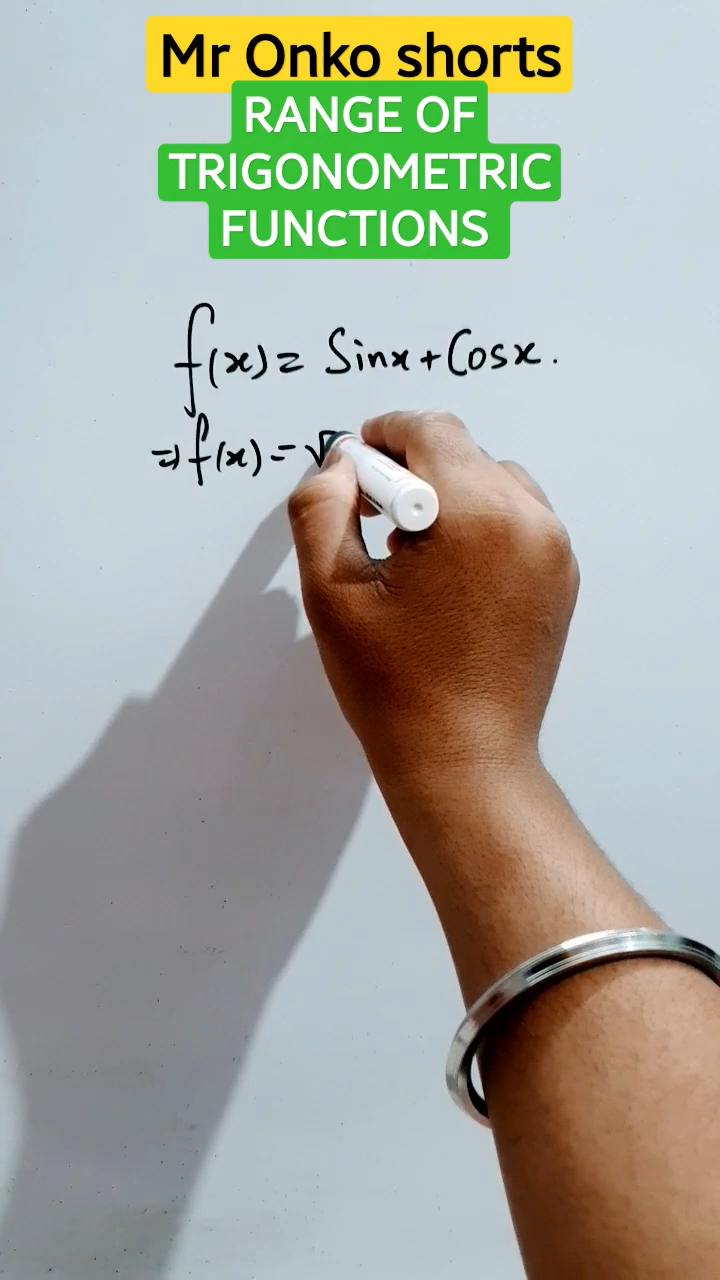 Mr Onko shorts
RANGE OF
TRIGONOMETRIC
FUNCTIONS
f(x) = Sinx + Cosx.
⇒ f(x) = √